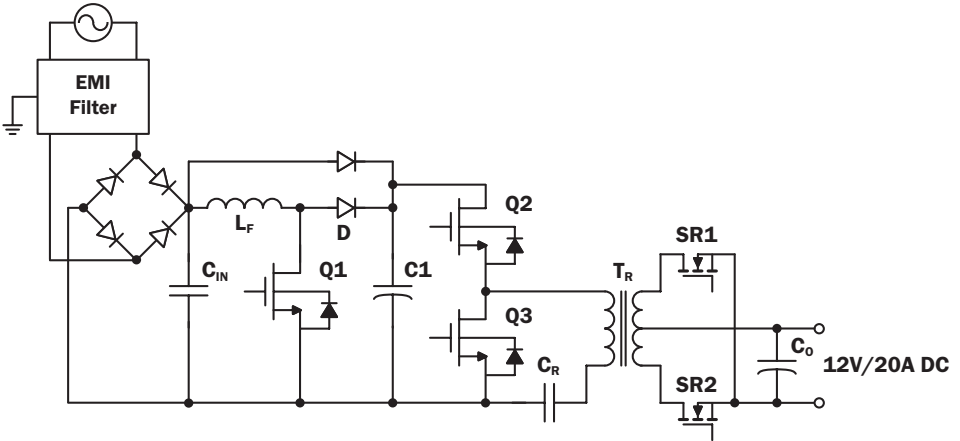 EMI
Filter
Q2
SR1
L_F
D
T_R
C_IN
Q1
C1
Q3
C_O
12V/20A DC
C_R
SR2